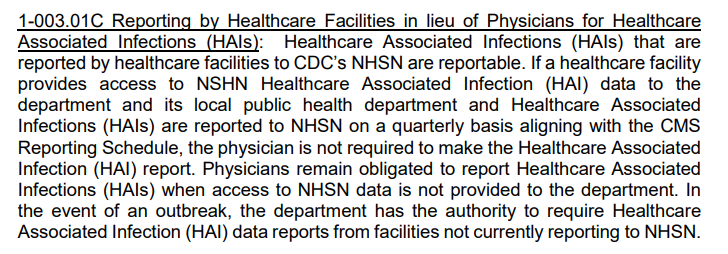 1-003.01C Reporting by Healthcare Facilities in lieu of Physicians for Healthcare
Associated Infections (HAIs): Healthcare Associated Infections (HAIs) that are
reported by healthcare facilities to CDC's NHSN are reportable. If a healthcare facility
provides access to NSHN Healthcare Associated Infection (HAI) data to the
department and its local public health department and Healthcare Associated
Infections (HAIs) are reported to NHSN on a quarterly basis aligning with the CMS
Reporting Schedule, the physician is not required to make the Healthcare Associated
Infection (HAI) report. Physicians remain obligated to report Healthcare Associated
Infections (HAIs) when access to NHSN data is not provided to the department. In
the event of an outbreak, the department has the authority to require Healthcare
Associated Infection (HAI) data reports from facilities not currently reporting to NHSN.